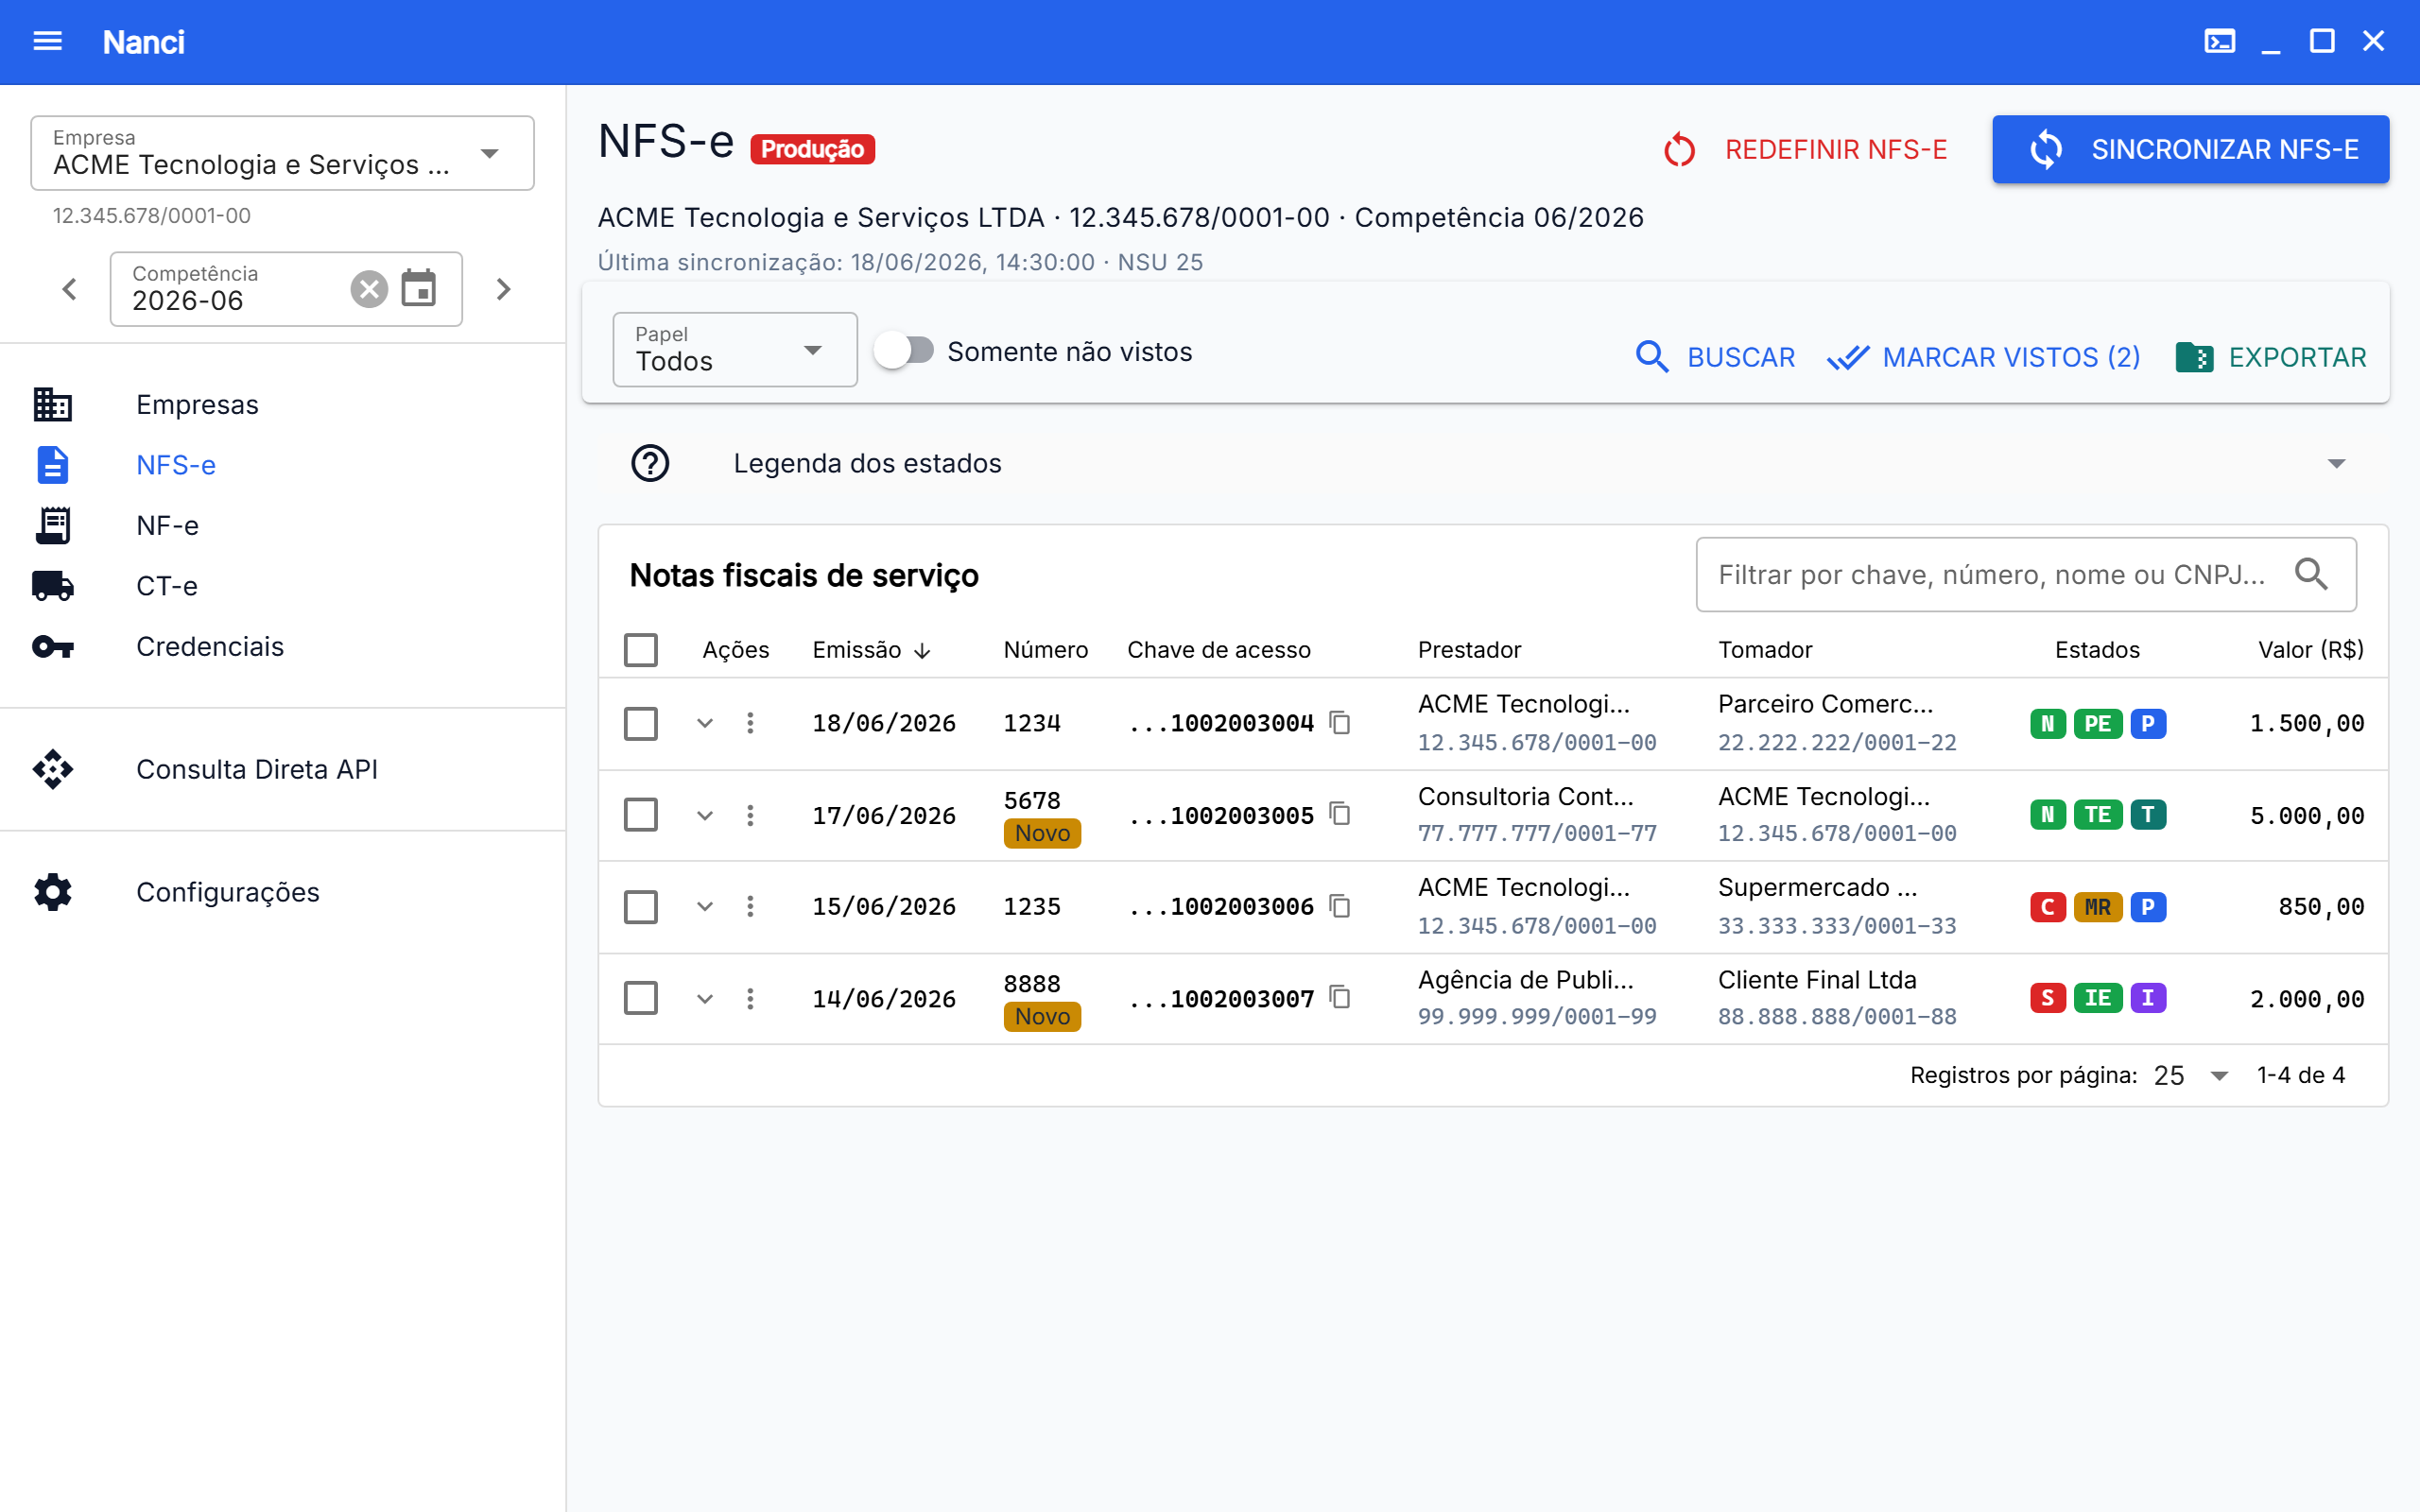 Nanci
Empresa
ACME Tecnologia e Serviços ...
12.345.678/0001-00
Competência
2026-06
Empresas
NFS-e
NF-e
CT-e
Credenciais
Consulta Direta API
Configurações
NFS-e Produção
REDEFINIR NFS-E
SINCRONIZAR NFS-E
ACME Tecnologia e Serviços LTDA · 12.345.678/0001-00 · Competência 06/2026
Última sincronização: 18/06/2026, 14:30:00 · NSU 25
Papel
Todos
Somente não vistos
BUSCAR
MARCAR VISTOS (2)
EXPORTAR
Legenda dos estados
Notas fiscais de serviço
Filtrar por chave, número, nome ou CNPJ...
Ações Emissão Número Chave de acesso Prestador Tomador Estados Valor (R$)
18/06/2026 1234 ...1002003004 ACME Tecnologi... Parceiro Comerc... N PE P 1.500,00
12.345.678/0001-00 22.222.222/0001-22
17/06/2026 5678 ...1002003005 Consultoria Cont... ACME Tecnologi... N TE T 5.000,00
Novo 77.777.777/0001-77 12.345.678/0001-00
15/06/2026 1235 ...1002003006 ACME Tecnologi... Supermercado ... C MR P 850,00
12.345.678/0001-00 33.333.333/0001-33
14/06/2026 8888 ...1002003007 Agência de Publi... Cliente Final Ltda S IE I 2.000,00
Novo 99.999.999/0001-99 88.888.888/0001-88
Registros por página: 25 1-4 de 4